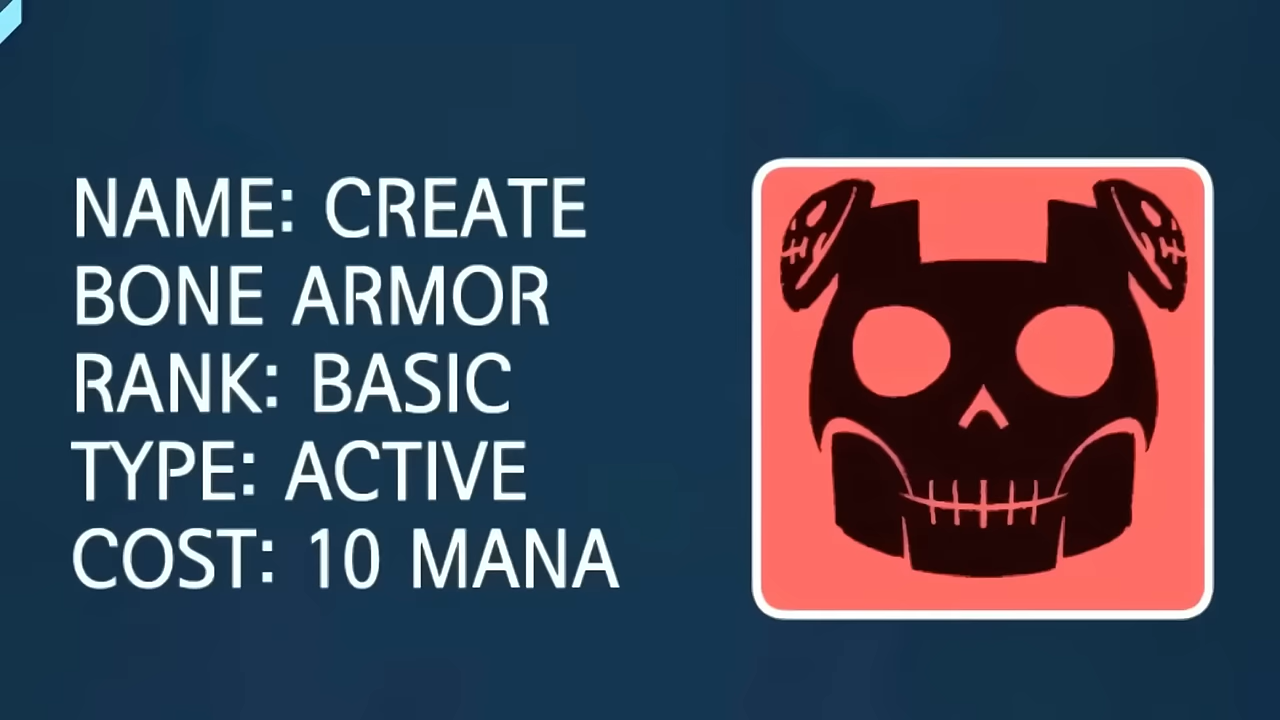 NAME: CREATE
BONE ARMOR
RANK: BASIC
TYPE: ACTIVE
COST: 10 MANA